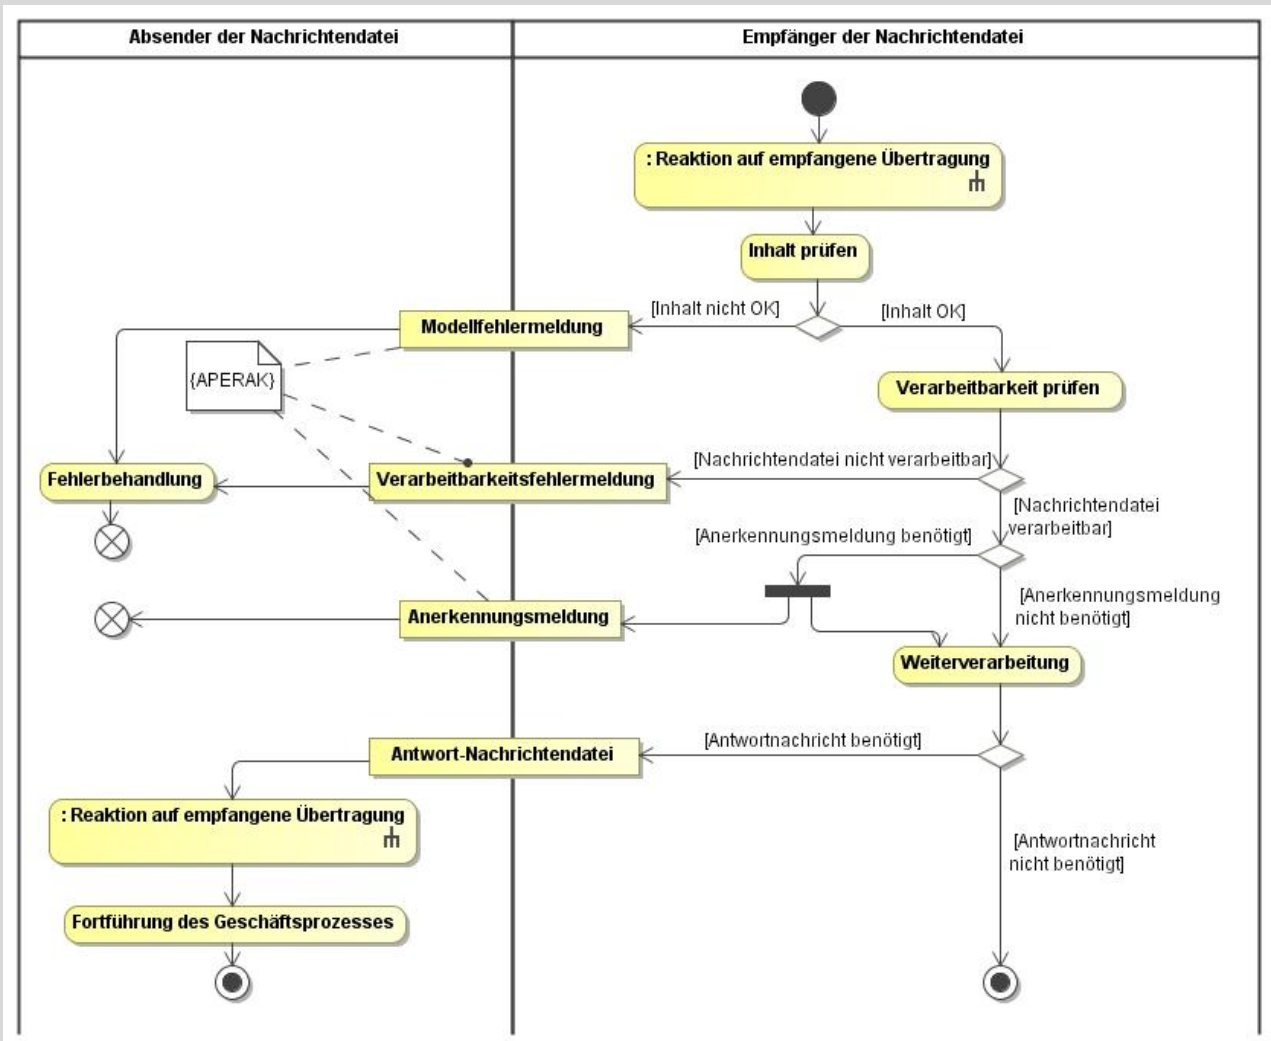 Absender der Nachrichtendatei
Empfänger der Nachrichtendatei
: Reaktion auf empfangene Übertragung
Inhalt prüfen
[Inhalt nicht OK]
[Inhalt OK]
Modellfehlermeldung
{APERAK}
Verarbeitbarkeit prüfen
[Nachrichtendatei nicht verarbeitbar]
Fehlerbehandlung
Verarbeitbarkeitsfehlermeldung
[Nachrichtendatei
verarbeitbar]
[Anerkennungsmeldung benötigt]
[Anerkennungsmeldung
nicht benötigt]
Anerkennungsmeldung
Weiterverarbeitung
[Antwortnachricht benötigt]
Antwort-Nachrichtendatei
: Reaktion auf empfangene Übertragung
[Antwortnachricht
nicht benötigt]
Fortführung des Geschäftsprozesses